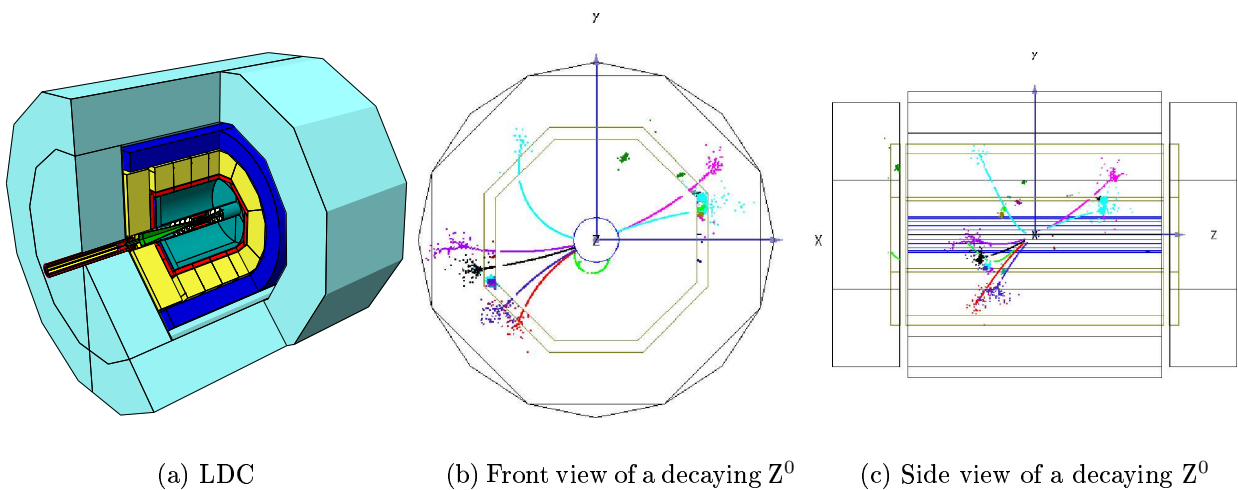 Y
Z
X
Y
X
Z
(a) LDC
(b) Front view of a decaying Z⁰
(c) Side view of a decaying Z⁰